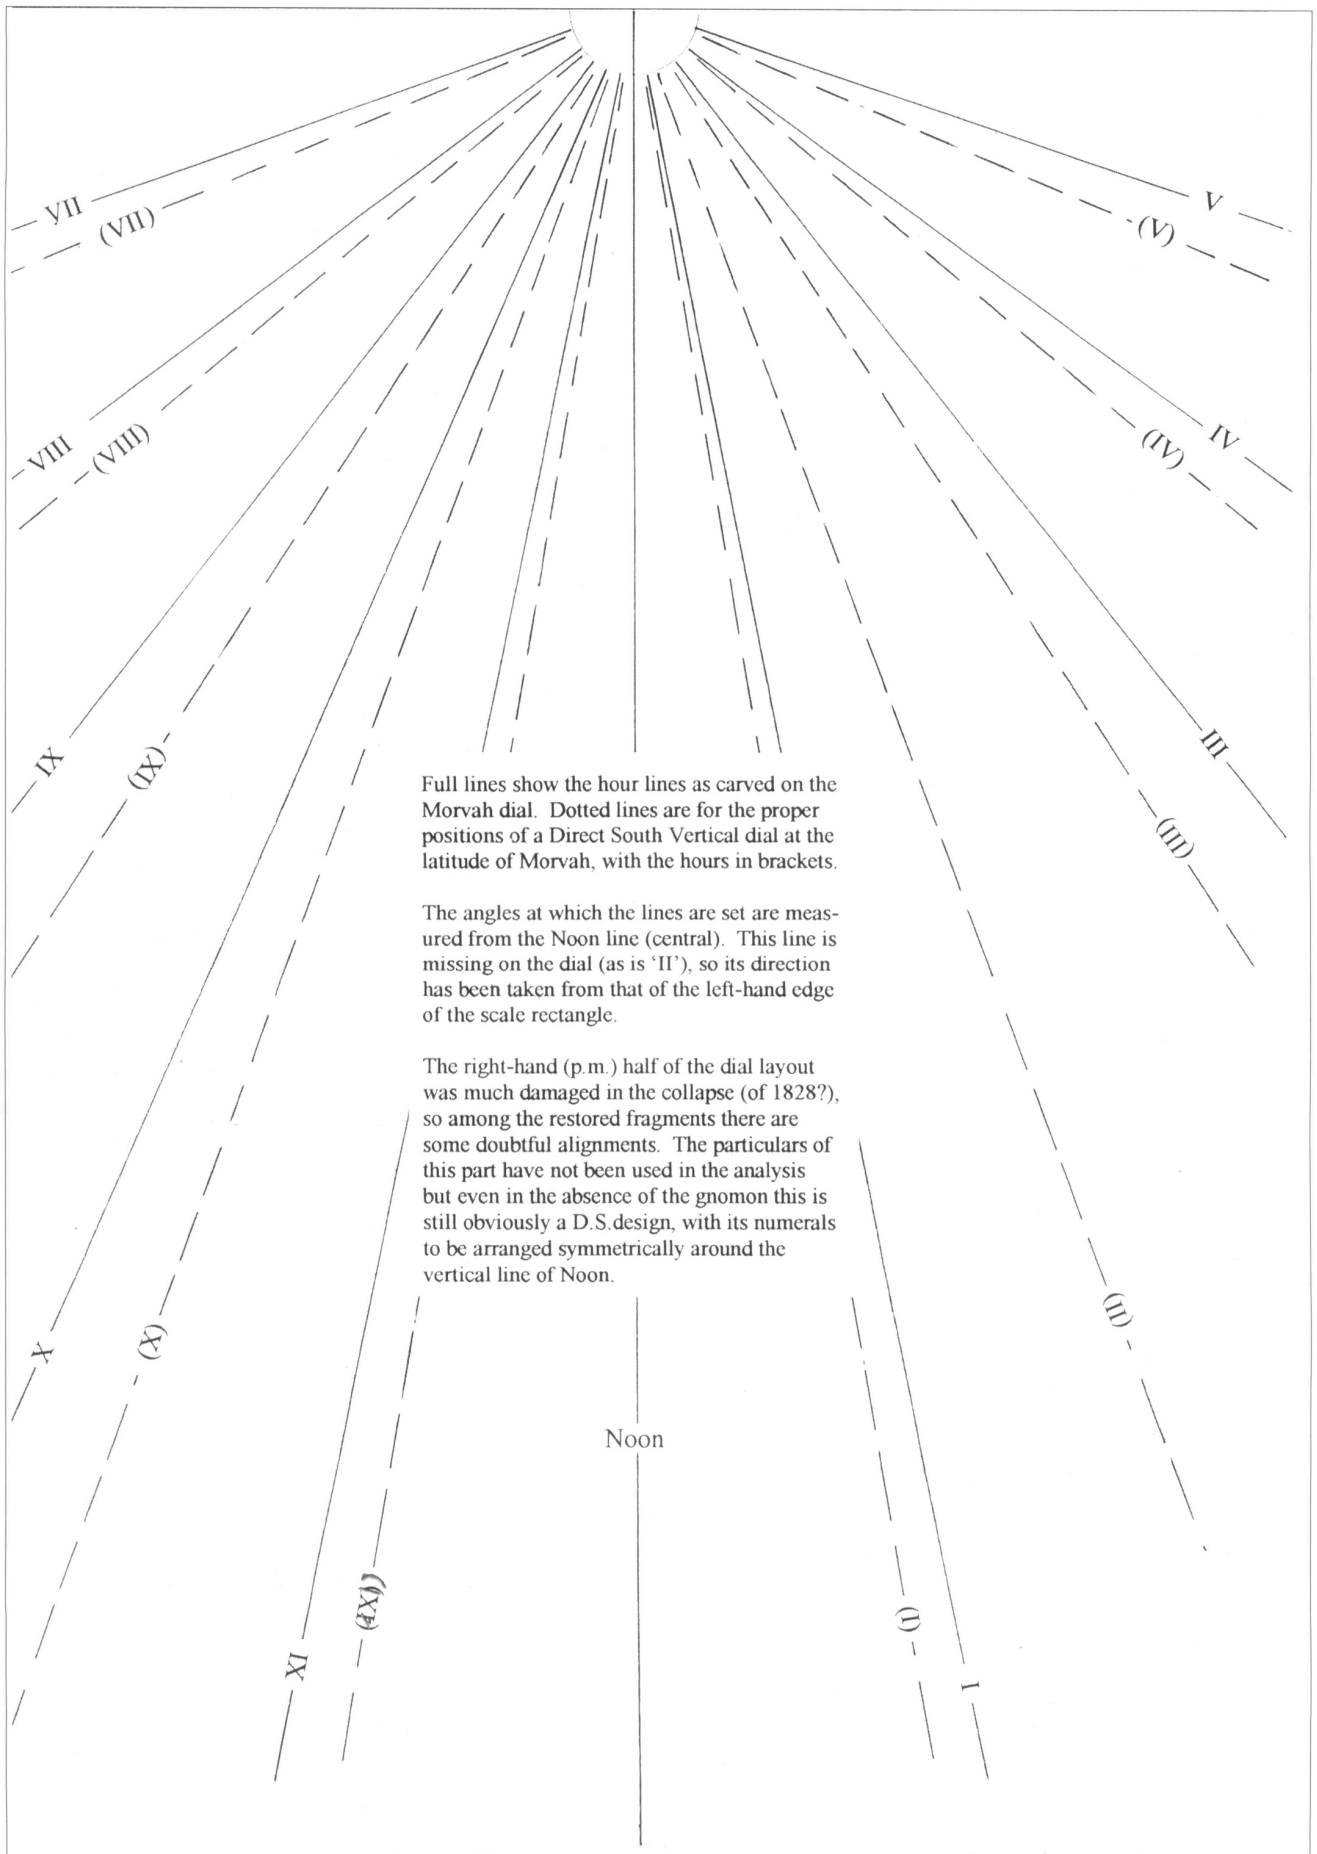 VII
(VII)
V
(V)
VIII
(VIII)
IV
(IV)
IX
(IX)
III
(III)
Full lines show the hour lines as carved on the
Morvah dial. Dotted lines are for the proper
positions of a Direct South Vertical dial at the
latitude of Morvah, with the hours in brackets.
The angles at which the lines are set are meas-
ured from the Noon line (central). This line is
missing on the dial (as is ‘II’), so its direction
has been taken from that of the left-hand edge
of the scale rectangle.
The right-hand (p.m.) half of the dial layout
was much damaged in the collapse (of 1828?),
so among the restored fragments there are
some doubtful alignments. The particulars of
this part have not been used in the analysis
but even in the absence of the gnomon this is
still obviously a D.S.design, with its numerals
to be arranged symmetrically around the
vertical line of Noon.
X
(X)
(II)
Noon
XI
(I)
I